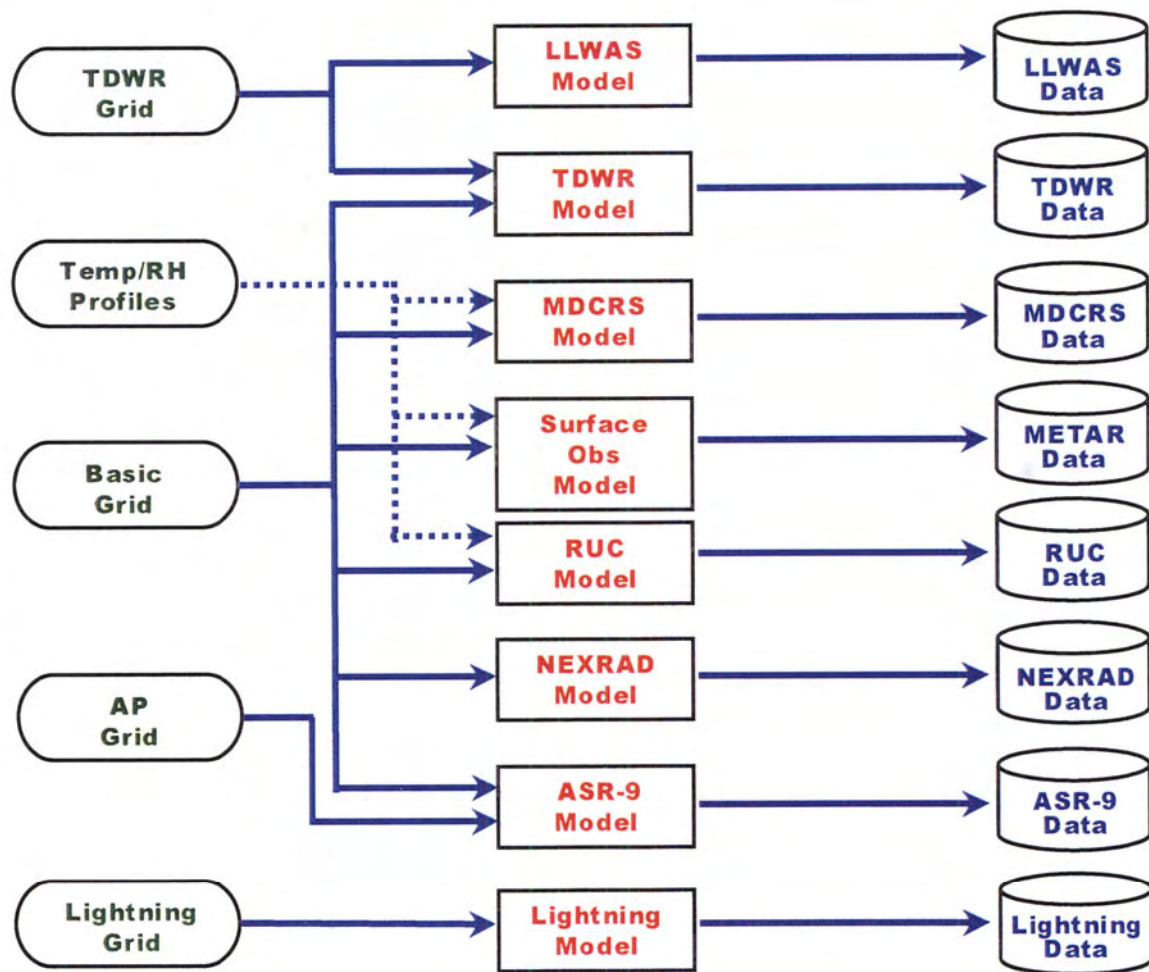 TDWR
Grid
Temp/RH
Profiles
Basic
Grid
AP
Grid
Lightning
Grid
LLWAS
Model
TDWR
Model
MDCRS
Model
Surface
Obs
Model
RUC
Model
NEXRAD
Model
ASR-9
Model
Lightning
Model
LLWAS
Data
TDWR
Data
MDCRS
Data
METAR
Data
RUC
Data
NEXRAD
Data
ASR-9
Data
Lightning
Data